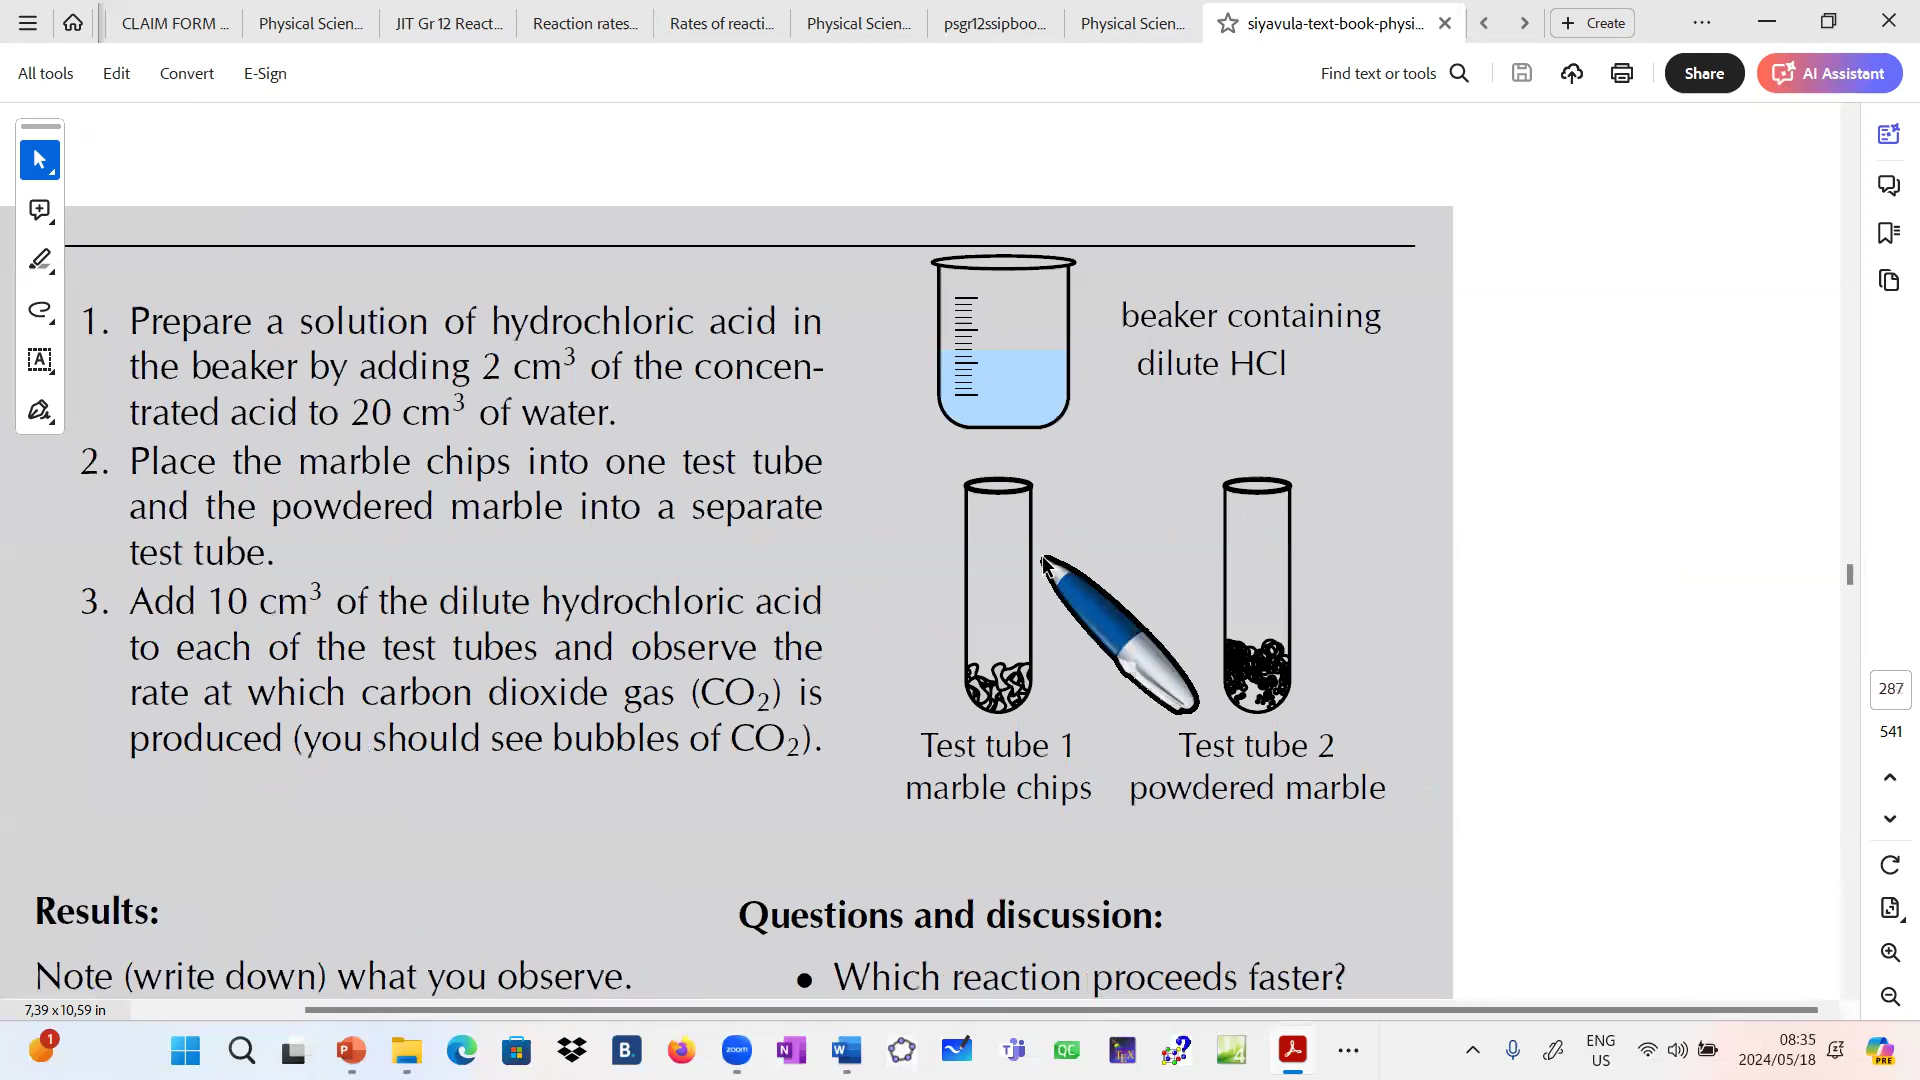 CLAIM FORM ...
Physical Scien...
JIT Gr 12 React...
Reaction rates...
Rates of reacti...
Physical Scien...
psgr12ssipboo...
Physical Scien...
siyavula-text-book-physi...
Create
All tools
Edit
Convert
E-Sign
Find text or tools
Share
AI Assistant
1. Prepare a solution of hydrochloric acid in
the beaker by adding 2 cm³ of the concen-
trated acid to 20 cm³ of water.
2. Place the marble chips into one test tube
and the powdered marble into a separate
test tube.
3. Add 10 cm³ of the dilute hydrochloric acid
to each of the test tubes and observe the
rate at which carbon dioxide gas (CO₂) is
produced (you should see bubbles of CO₂).
beaker containing
dilute HCl
Test tube 1
marble chips
Test tube 2
powdered marble
Results:
Note (write down) what you observe.
Questions and discussion:
• Which reaction proceeds faster?
287
541
7,39 x 10,59 in
1
zoom
ENG
US
08:35
2024/05/18
PRE